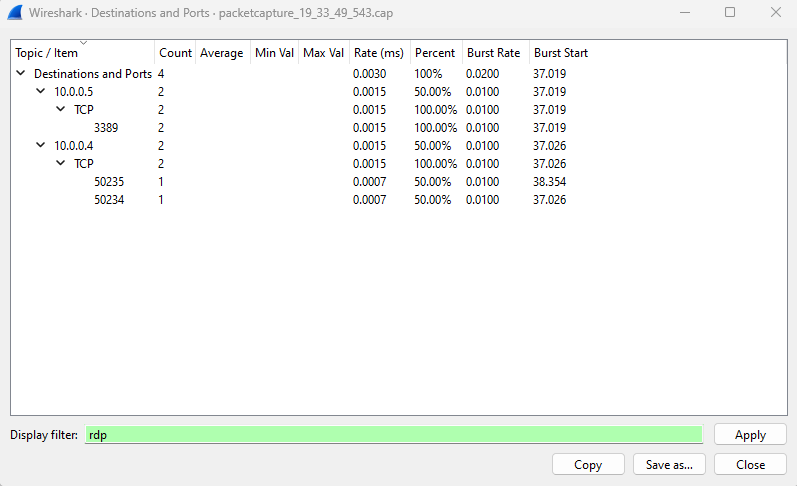 Wireshark · Destinations and Ports · packetcapture_19_33_49_543.cap
Topic / Item Count Average Min Val Max Val Rate (ms) Percent Burst Rate Burst Start
Destinations and Ports 4 0.0030 100% 0.0200 37.019
10.0.0.5 2 0.0015 50.00% 0.0100 37.019
TCP 2 0.0015 100.00% 0.0100 37.019
3389 2 0.0015 100.00% 0.0100 37.019
10.0.0.4 2 0.0015 50.00% 0.0100 37.026
TCP 2 0.0015 100.00% 0.0100 37.026
50235 1 0.0007 50.00% 0.0100 38.354
50234 1 0.0007 50.00% 0.0100 37.026
Display filter: rdp Apply
Copy Save as... Close